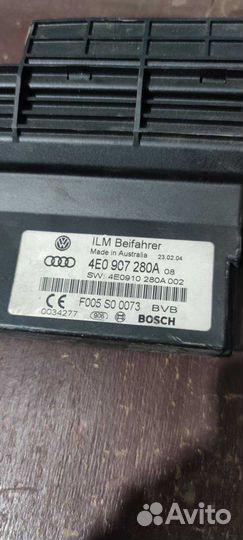 ILM Beifahrer
Made in Australia 23.02.04
4E0 907 280A 08
SW: 4E0910 280A 002
F005 S0 0073 BVB
0034277 906 BOSCH
Avito